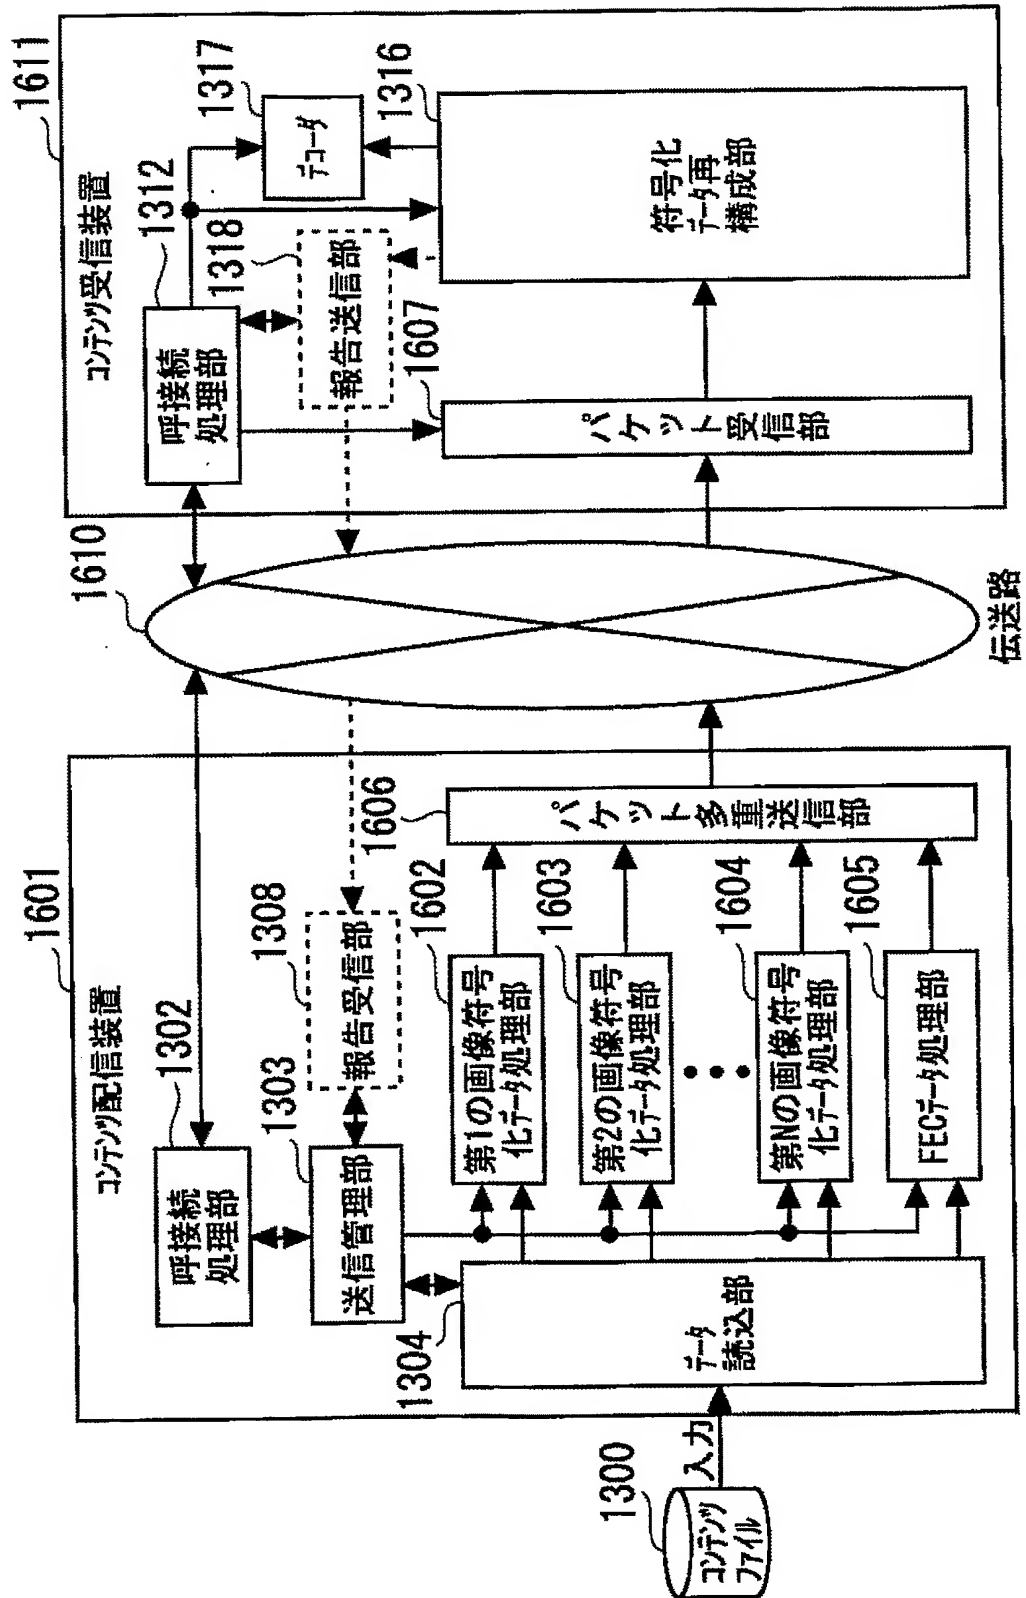 1601
コンテンツ配信装置
1302
呼接続
処理部
1303
送信管理部
1308
報告受信部
1304
データ
読込部
1300
コンテンツ
ファイル
入力
1602
第1の画像符号
化データ処理部
1603
第2の画像符号
化データ処理部
1604
第Nの画像符号
化データ処理部
1605
FECデータ処理部
1606
パケット多重送信部
1610
伝送路
1611
コンテンツ受信装置
1312
呼接続
処理部
1318
報告送信部
1317
デコーダ
1607
パケット受信部
1316
符号化
データ再
構成部